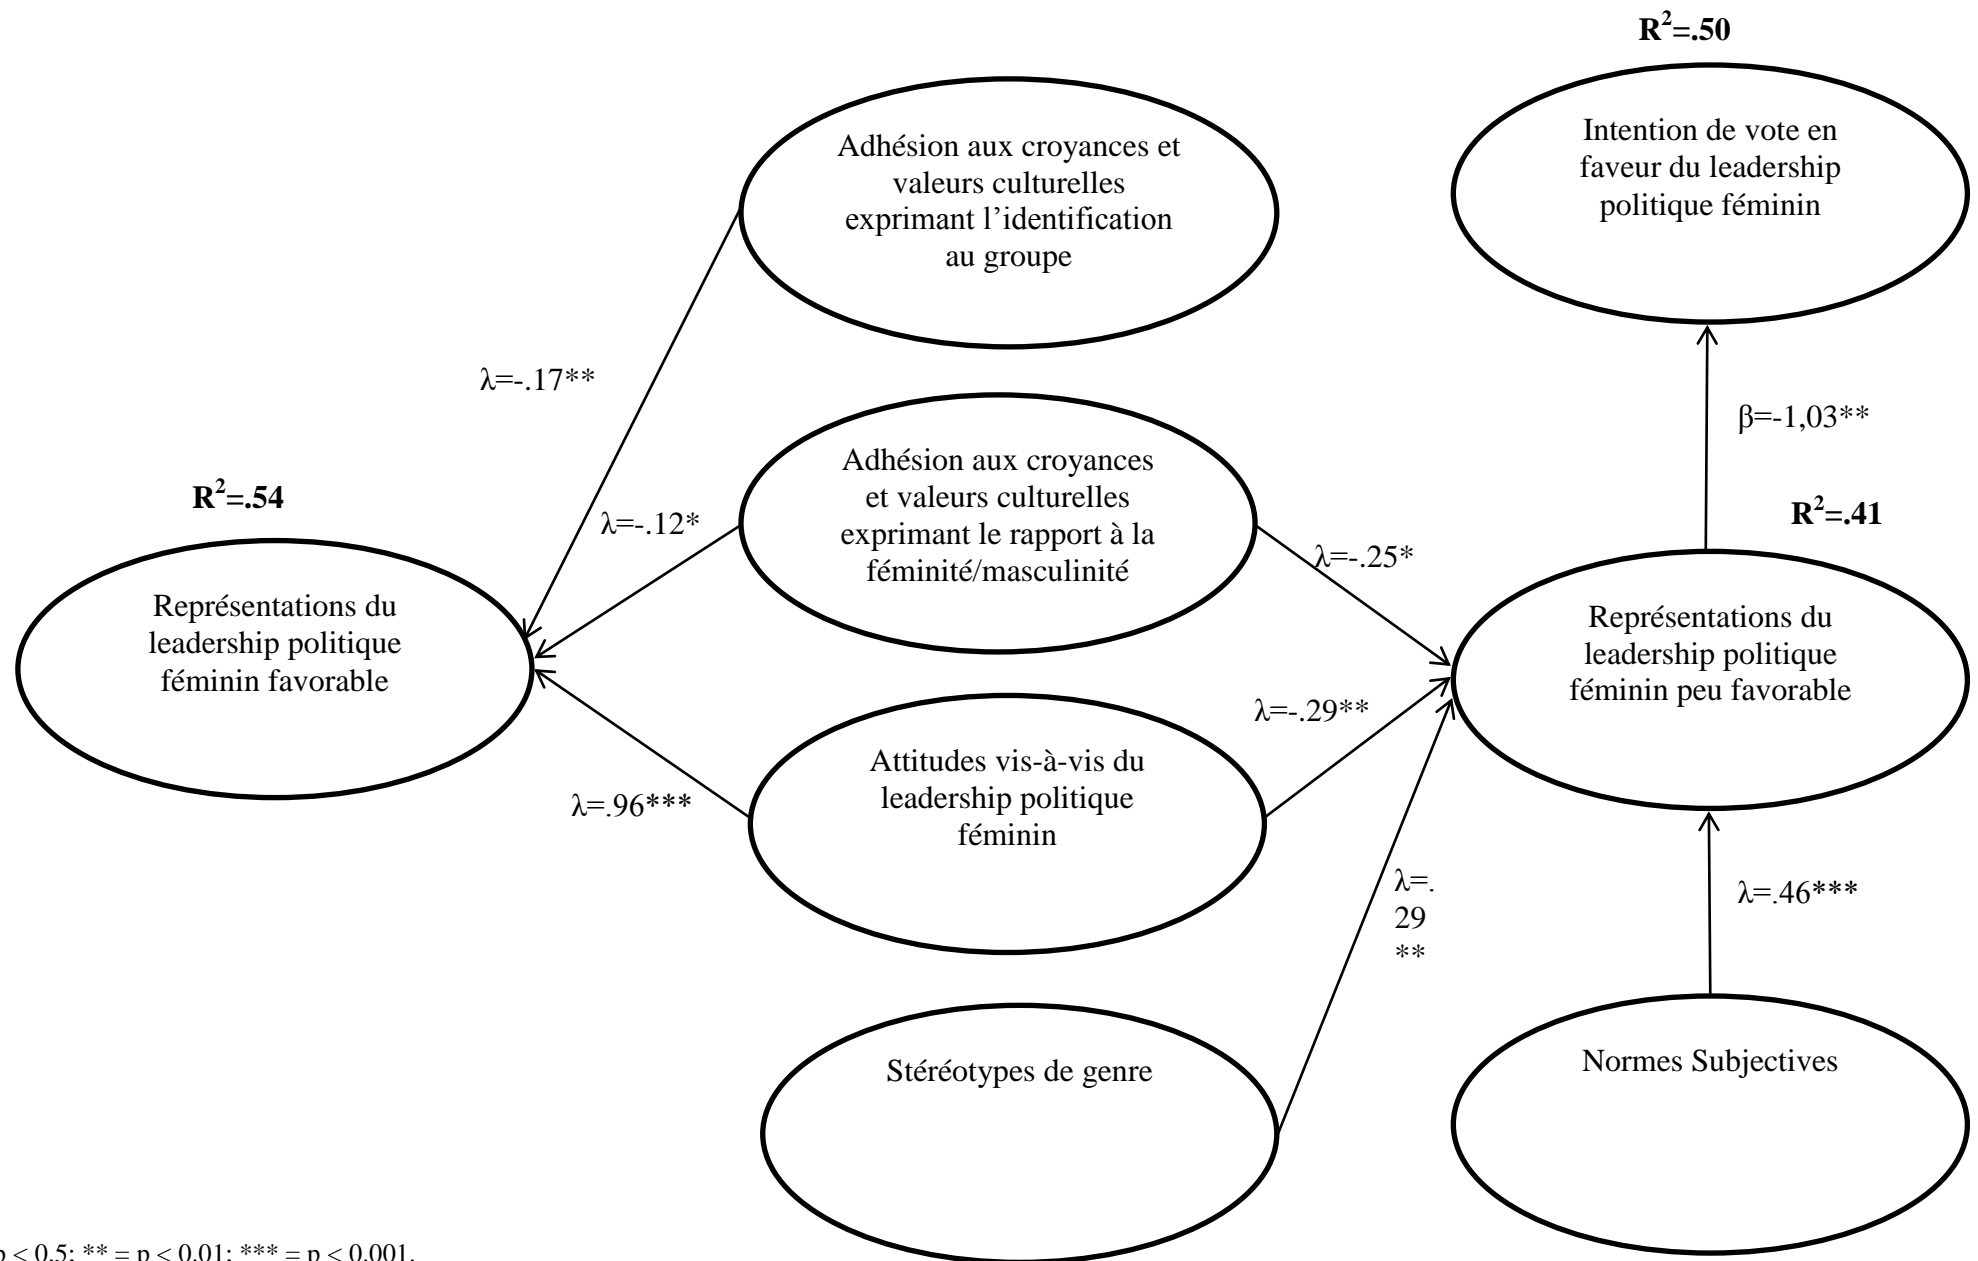 R²=.50
Adhésion aux croyances et
valeurs culturelles
exprimant l’identification
au groupe
Intention de vote en
faveur du leadership
politique féminin
λ=-.17**
β=-1,03**
Adhésion aux croyances
et valeurs culturelles
exprimant le rapport à la
féminité/masculinité
R²=.54
λ=-.12*
R²=.41
λ=-.25*
Représentations du
leadership politique
féminin favorable
Représentations du
leadership politique
féminin peu favorable
λ=-.29**
Attitudes vis-à-vis du
leadership politique
féminin
λ=.96***
λ=.
29
**
λ=.46***
Stéréotypes de genre
Normes Subjectives
p < 0.5; ** = p < 0.01; *** = p < 0.001.